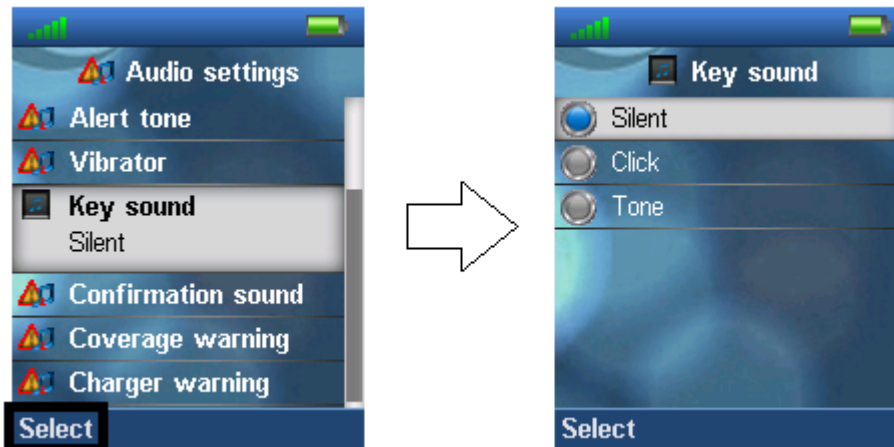 Audio settings
Alert tone
Vibrator
Key sound
Silent
Confirmation sound
Coverage warning
Charger warning
Select
Key sound
Silent
Click
Tone
Select